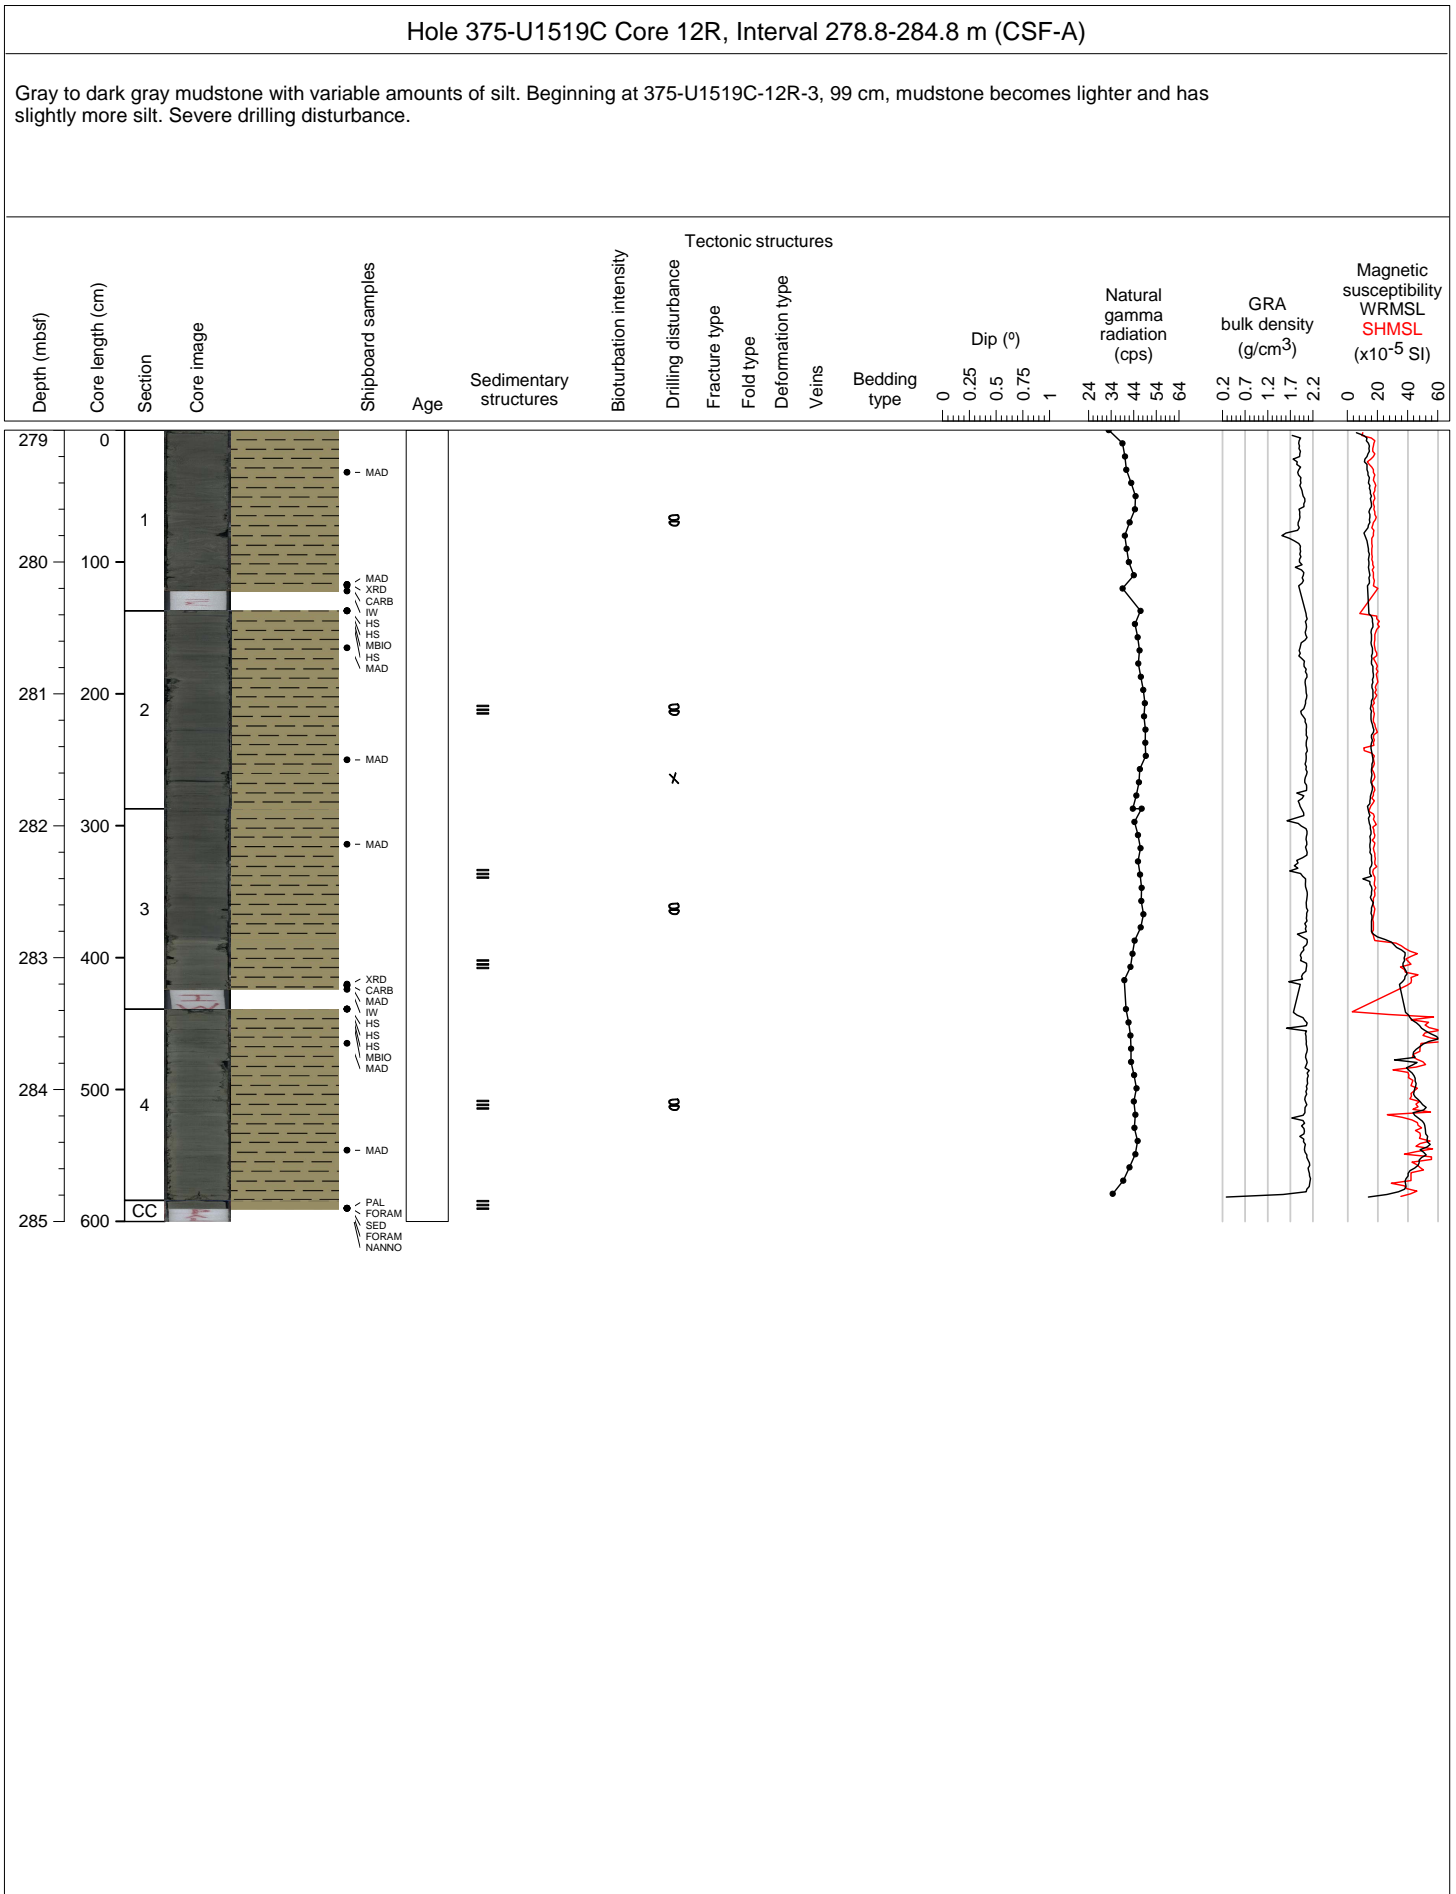 Hole 375-U1519C Core 12R, Interval 278.8-284.8 m (CSF-A)
Gray to dark gray mudstone with variable amounts of silt. Beginning at 375-U1519C-12R-3, 99 cm, mudstone becomes lighter and has
slightly more silt. Severe drilling disturbance.
Depth (mbsf)
Core length (cm)
Section
Core image
Shipboard samples
Age
Sedimentary
structures
Bioturbation intensity
Drilling disturbance
Tectonic structures
Fracture type
Fold type
Deformation type
Veins
Bedding
type
Dip (º)
0 0.25 0.5 0.75 1
Natural
gamma
radiation
(cps)
24 34 44 54 64
GRA
bulk density
(g/cm3)
0.2 0.7 1.2 1.7 2.2
Magnetic
susceptibility
WRMSL
SHMSL
(x10-5 SI)
0 20 40 60
279 0
MAD
1
280 100
MAD
XRD
CARB
IW
HS
HS
MBIO
HS
MAD
281 200
2
MAD
282 300
MAD
3
283 400
XRD
CARB
MAD
IW
HS
HS
HS
MBIO
MAD
284 500
4
MAD
PAL
CC
FORAM
285 600
SED
FORAM
NANNO